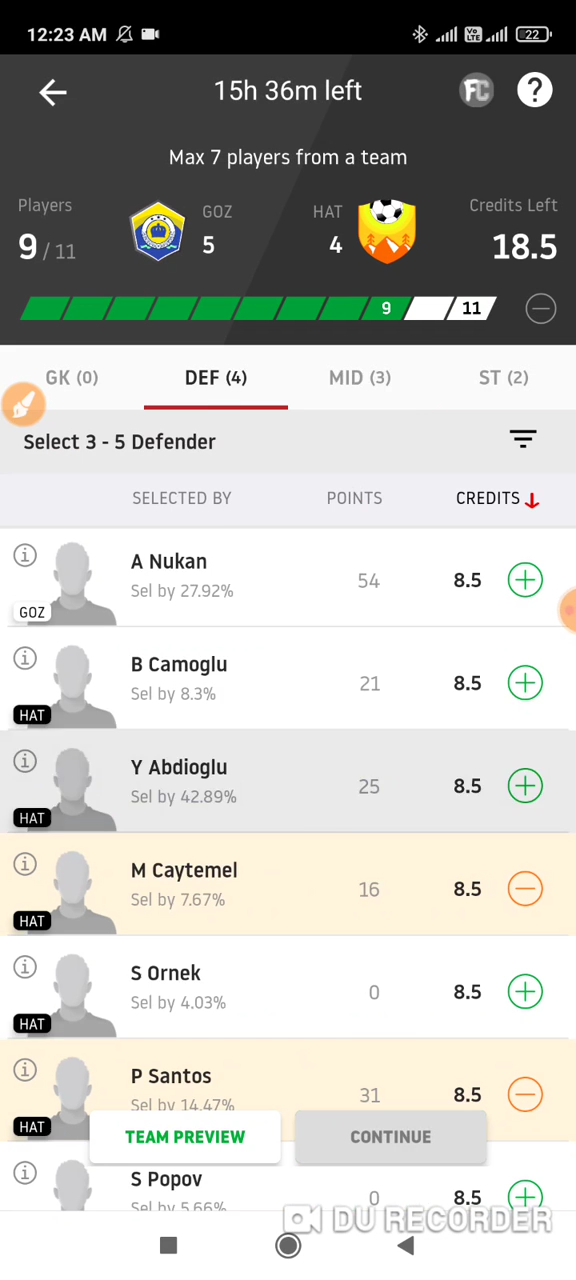 12:23 AM
Vo LTE
22
15h 36m left
FC
?
Max 7 players from a team
Players
GOZ
HAT
Credits Left
9 / 11
5
4
18.5
9
11
GK (0)
DEF (4)
MID (3)
ST (2)
Select 3 - 5 Defender
SELECTED BY
POINTS
CREDITS
A Nukan
Sel by 27.92%
54
8.5
GOZ
B Camoglu
Sel by 8.3%
21
8.5
HAT
Y Abdioglu
Sel by 42.89%
25
8.5
HAT
M Caytemel
Sel by 7.67%
16
8.5
HAT
S Ornek
Sel by 4.03%
0
8.5
HAT
P Santos
Sel by 14.47%
31
8.5
HAT
TEAM PREVIEW
CONTINUE
S Popov
Sel by 5.66%
0
8.5
DU RECORDER